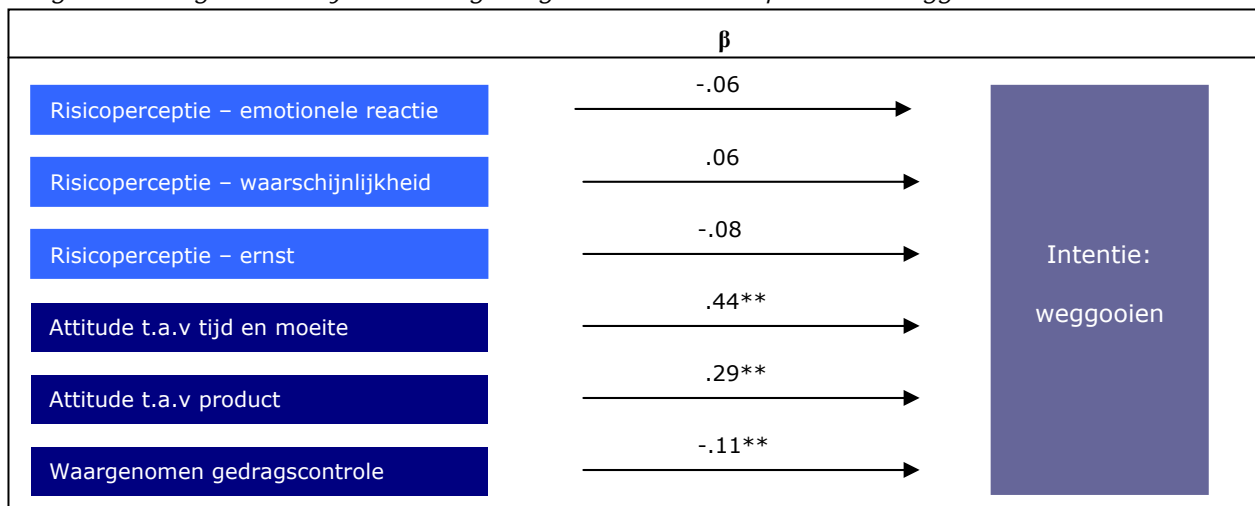 β
Risicoperceptie – emotionele reactie
-.06
Risicoperceptie – waarschijnlijkheid
.06
Risicoperceptie – ernst
-.08
Attitude t.a.v tijd en moeite
.44**
Attitude t.a.v product
.29**
Waargenomen gedragscontrole
-.11**
Intentie:
weggooien